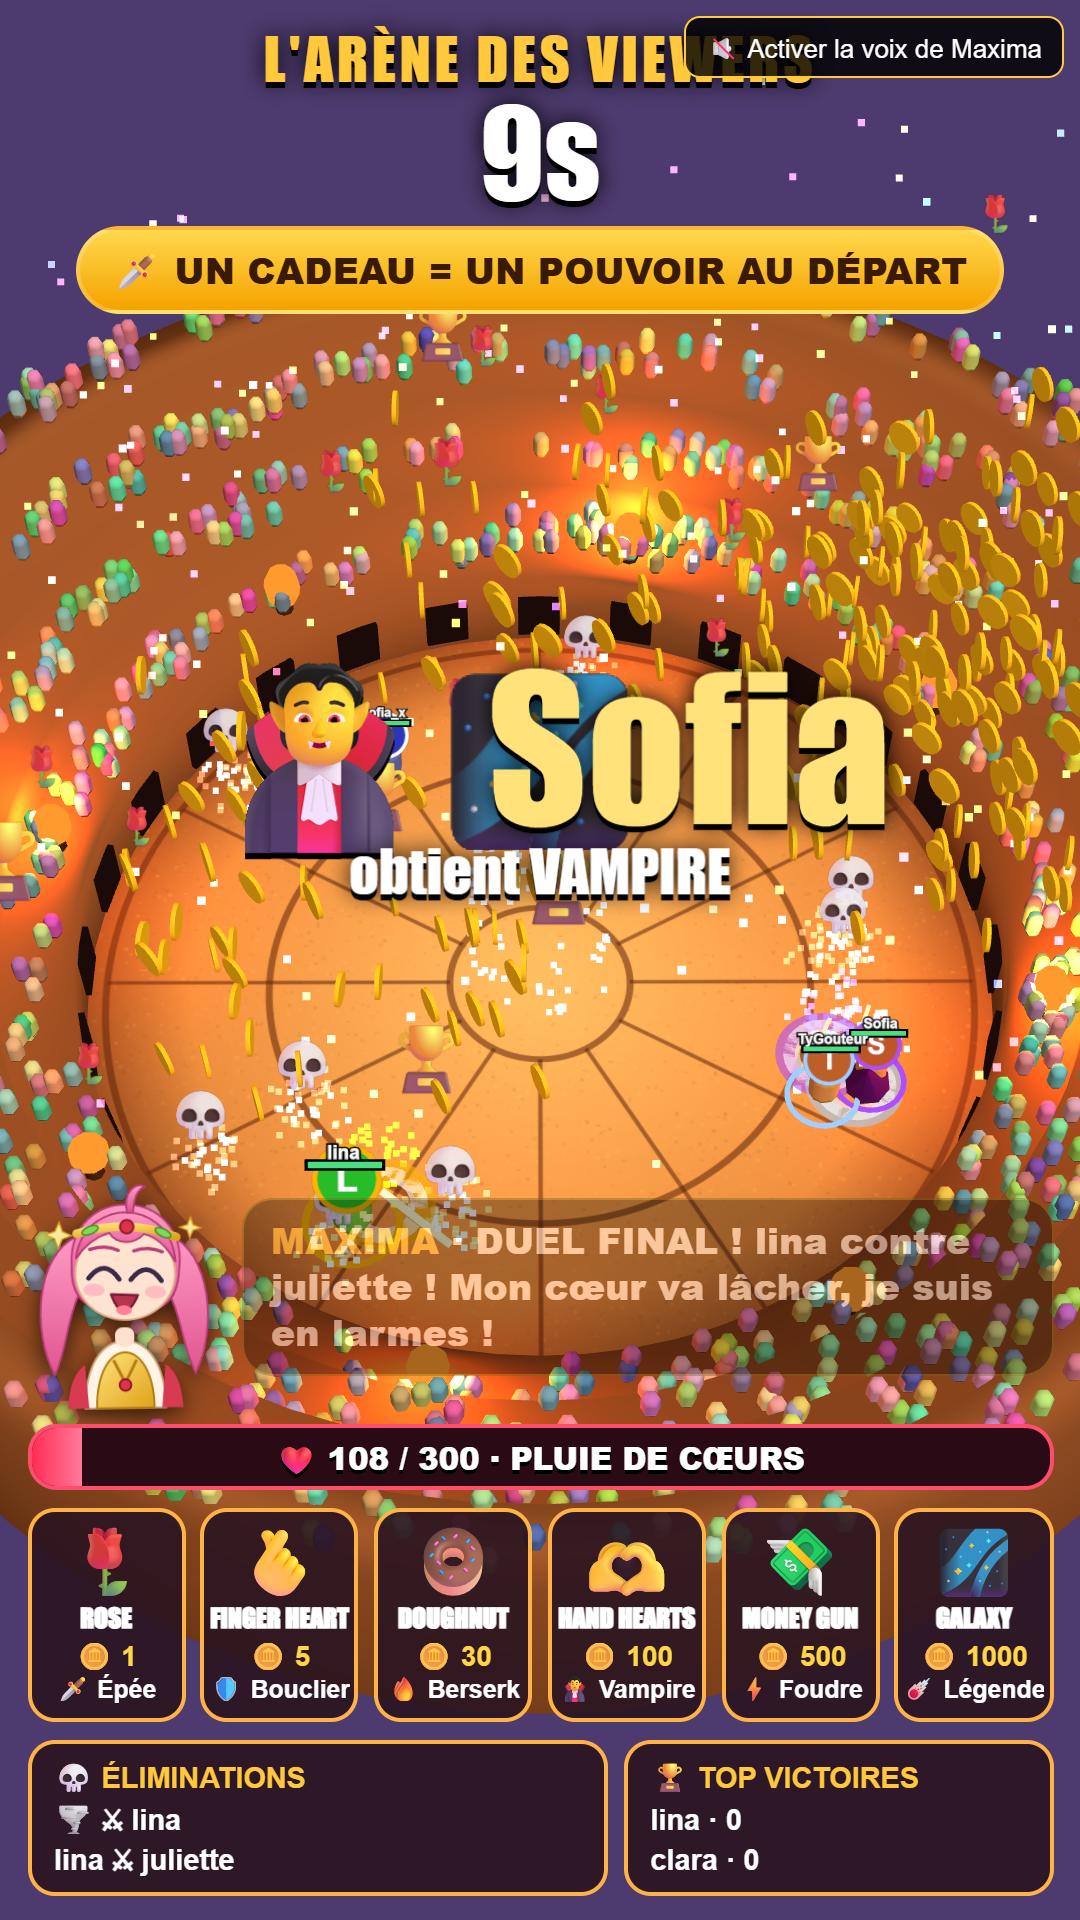 L'ARÈNE DES VIEWERS
Activer la voix de Maxima
9s
UN CADEAU = UN POUVOIR AU DÉPART
Sofia
obtient VAMPIRE
TyGouteur
Sofia
T
S
lina
L
MAXIMA · DUEL FINAL ! lina contre
juliette ! Mon cœur va lâcher, je suis
en larmes !
108 / 300 · PLUIE DE CŒURS
ROSE
1
Épée
FINGER HEART
5
Bouclier
DOUGHNUT
30
Berserk
HAND HEARTS
100
Vampire
MONEY GUN
500
Foudre
GALAXY
1000
Légende
ÉLIMINATIONS
lina
lina ⚔ juliette
TOP VICTOIRES
lina · 0
clara · 0